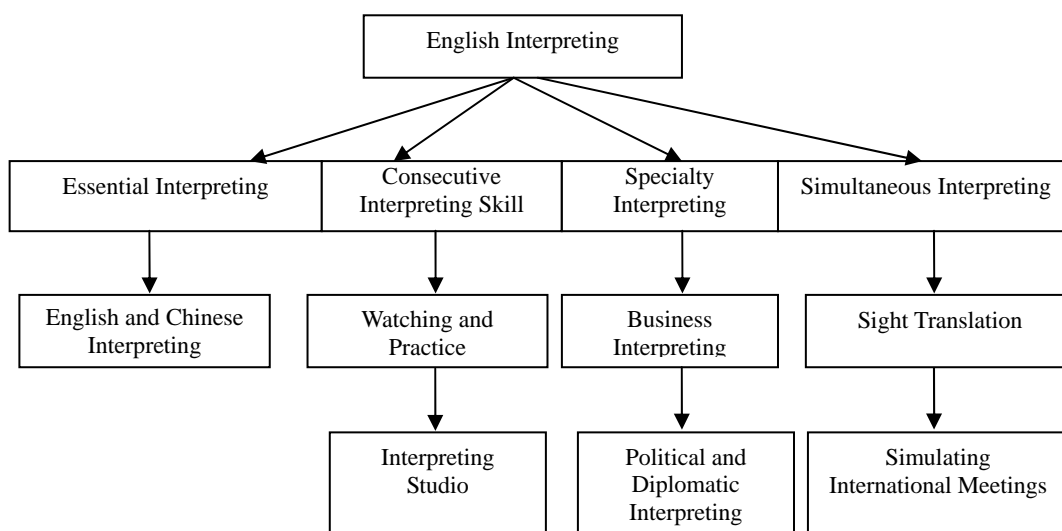 English Interpreting
Essential Interpreting
Consecutive
Interpreting Skill
Specialty
Interpreting
Simultaneous Interpreting
English and Chinese
Interpreting
Watching and
Practice
Business
Interpreting
Sight Translation
Interpreting
Studio
Political and
Diplomatic
Interpreting
Simulating
International Meetings